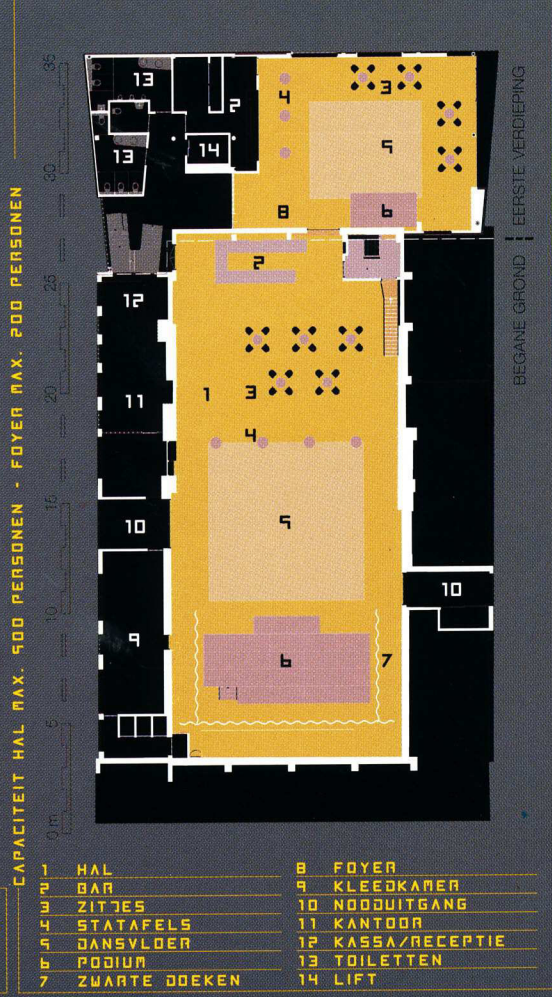 CAPACITEIT HAL MAX. 500 PERSONEN - FOYER MAX. 200 PERSONEN
0 m 5 10 15 20 25 30 35
BEGANE GROND EERSTE VERDIEPING
13
2
4
3
13
14
5
8
6
2
12
11
1
3
4
5
10
10
9
6
7
1 HAL
2 BAR
3 ZITJES
4 STATAFELS
5 DANSVLOER
6 PODIUM
7 ZWARTE DOEKEN
8 FOYER
9 KLEEDKAMER
10 NOODUITGANG
11 KANTOOR
12 KASSA/RECEPTIE
13 TOILETTEN
14 LIFT